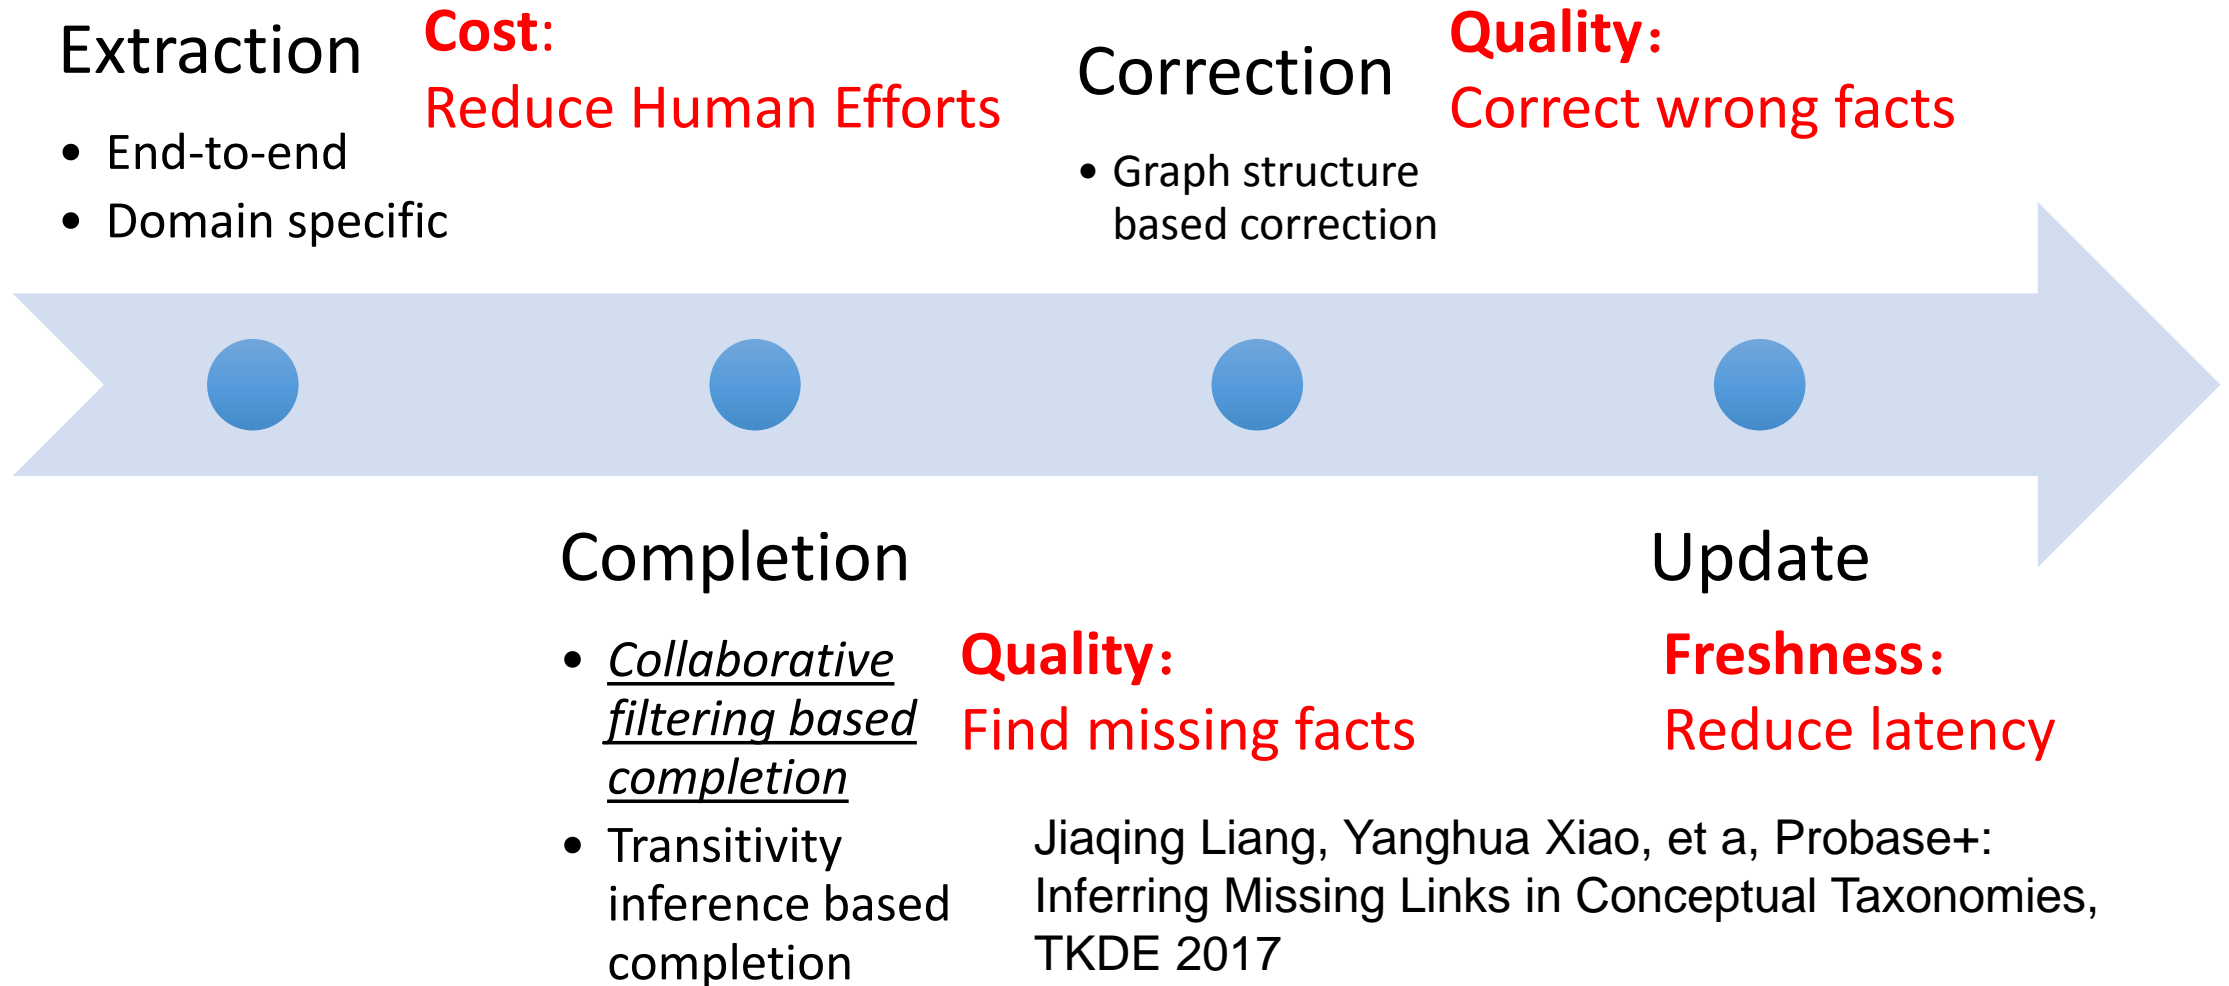 Extraction
Cost:
Reduce Human Efforts
• End-to-end
• Domain specific
Correction
Quality：
Correct wrong facts
• Graph structure
based correction
Completion
• Collaborative
filtering based
completion
• Transitivity
inference based
completion
Quality：
Find missing facts
Update
Freshness：
Reduce latency
Jiaqing Liang, Yanghua Xiao, et a, Probase+:
Inferring Missing Links in Conceptual Taxonomies,
TKDE 2017